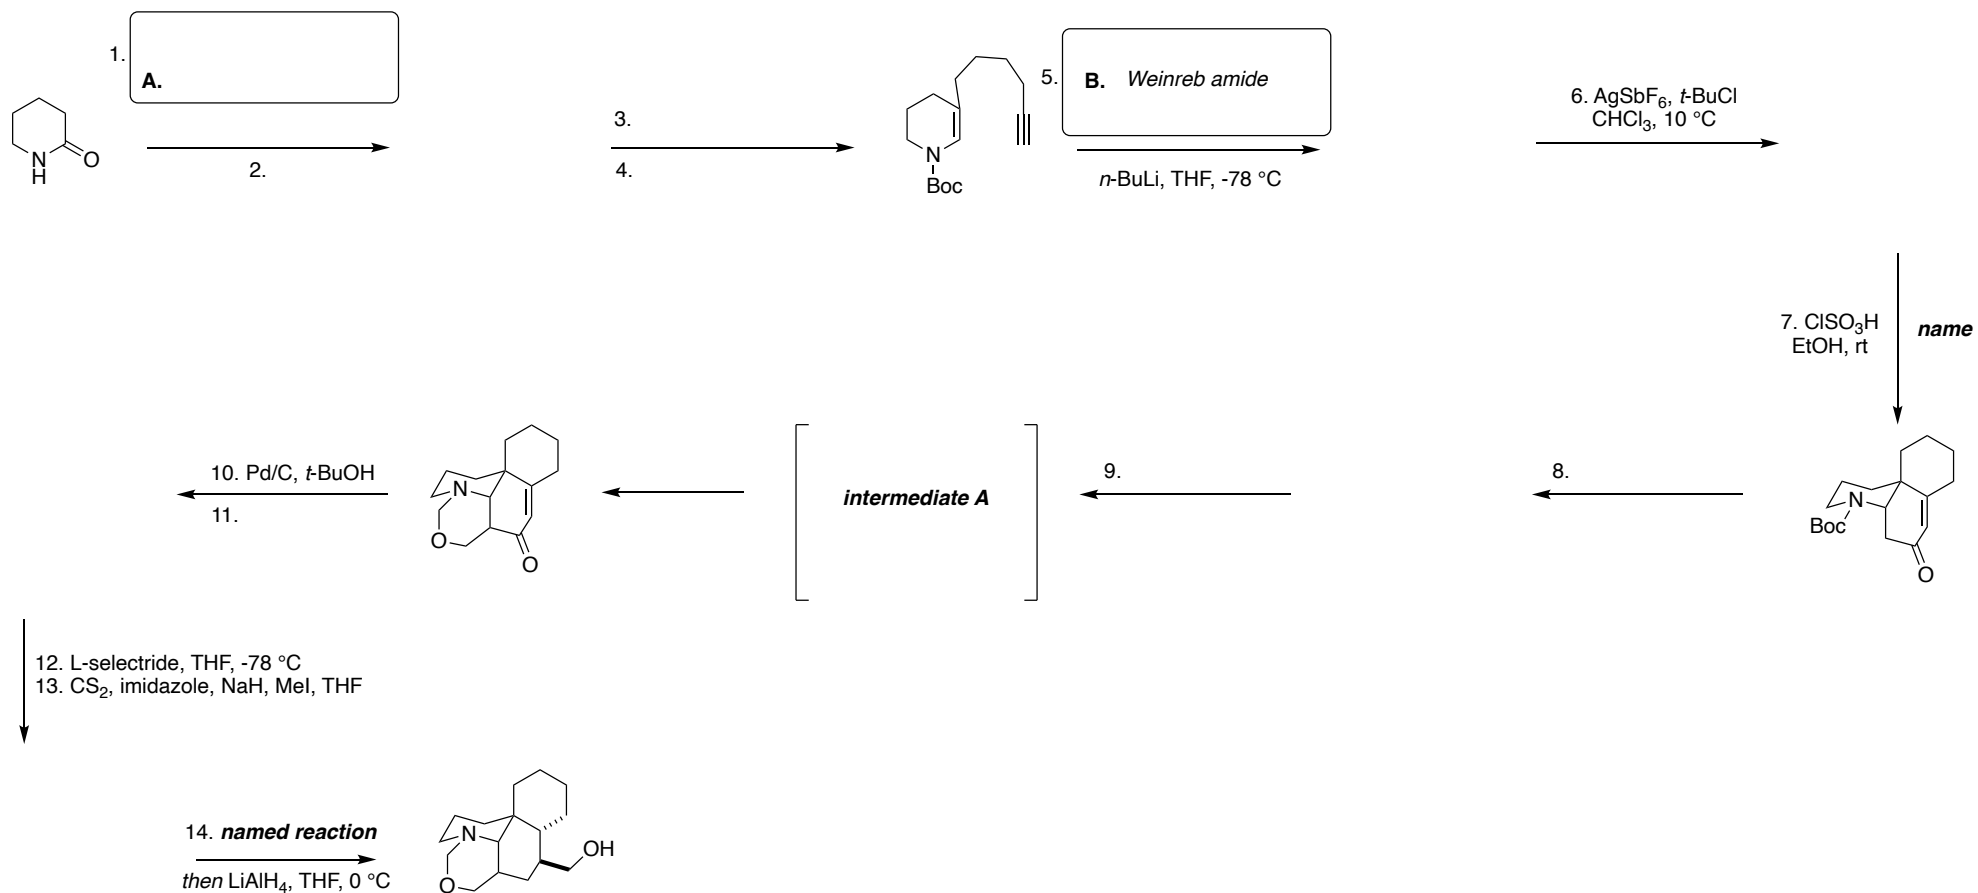 1.
A.
N
H
O
2.
3.
4.
N
Boc
5.
B. Weinreb amide
n-BuLi, THF, -78 °C
6. AgSbF6, t-BuCl
CHCl3, 10 °C
7. ClSO3H
EtOH, rt
name
N
Boc
O
8.
9.
intermediate A
N
O
O
10. Pd/C, t-BuOH
11.
12. L-selectride, THF, -78 °C
13. CS2, imidazole, NaH, MeI, THF
14. named reaction
then LiAlH4, THF, 0 °C
N
O
OH